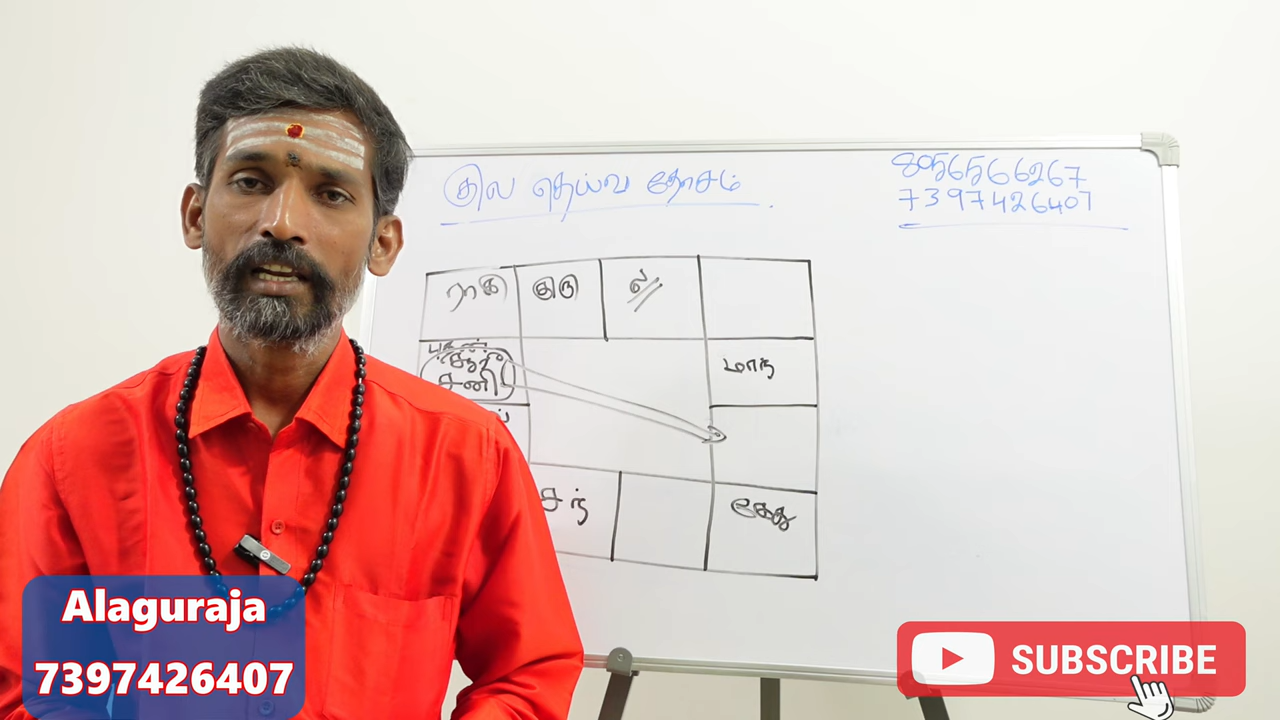 குல தெய்வ தோசம்
8056566267
7397426407
ராகு
குரு
ல
சூரி
சனி
மாந்
சந்
கேது
Alaguraja
7397426407
SUBSCRIBE